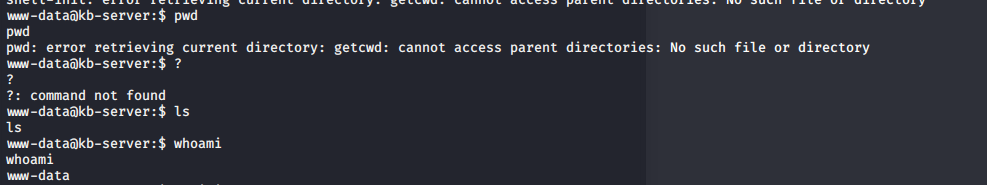 shell-init: error retrieving current directory: getcwd: cannot access parent directories: No such file or directory
www-data@kb-server:$ pwd
pwd
pwd: error retrieving current directory: getcwd: cannot access parent directories: No such file or directory
www-data@kb-server:$ ?
?
?: command not found
www-data@kb-server:$ ls
ls
www-data@kb-server:$ whoami
whoami
www-data